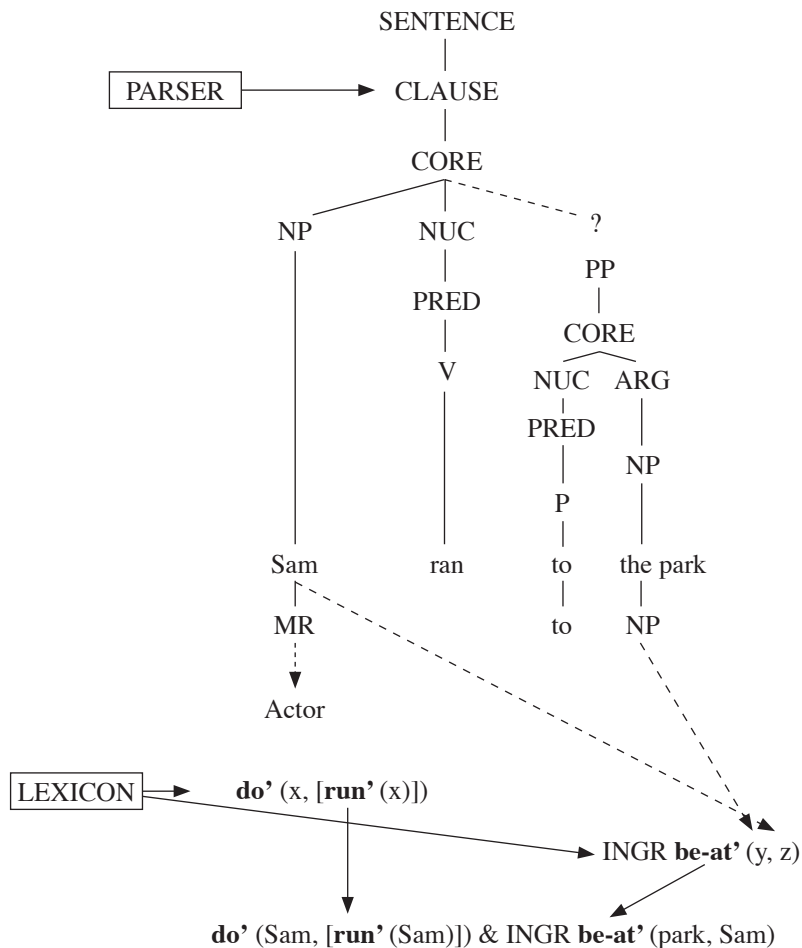 SENTENCE
PARSER CLAUSE
CORE
NP NUC ?
PP
PRED
CORE
V NUC ARG
PRED
NP
P
Sam ran to the park
MR to NP
Actor
LEXICON do’ (x, [run’ (x)])
INGR be-at’ (y, z)
do’ (Sam, [run’ (Sam)]) & INGR be-at’ (park, Sam)